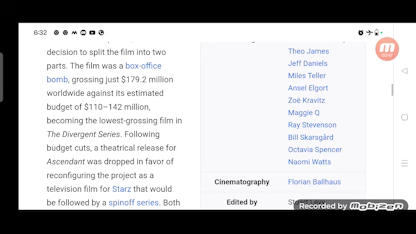 6:32
decision to split the film into two
parts. The film was a box-office
bomb, grossing just $179.2 million
worldwide against its estimated
budget of $110–142 million,
becoming the lowest-grossing film in
The Divergent Series. Following
budget cuts, a theatrical release for
Ascendant was dropped in favor of
reconfiguring the project as a
television film for Starz that would
be followed by a spinoff series. Both
Theo James
Jeff Daniels
Miles Teller
Ansel Elgort
Zoë Kravitz
Maggie Q
Ray Stevenson
Bill Skarsgård
Octavia Spencer
Naomi Watts
Cinematography
Florian Ballhaus
Edited by
Recorded by Mobizen